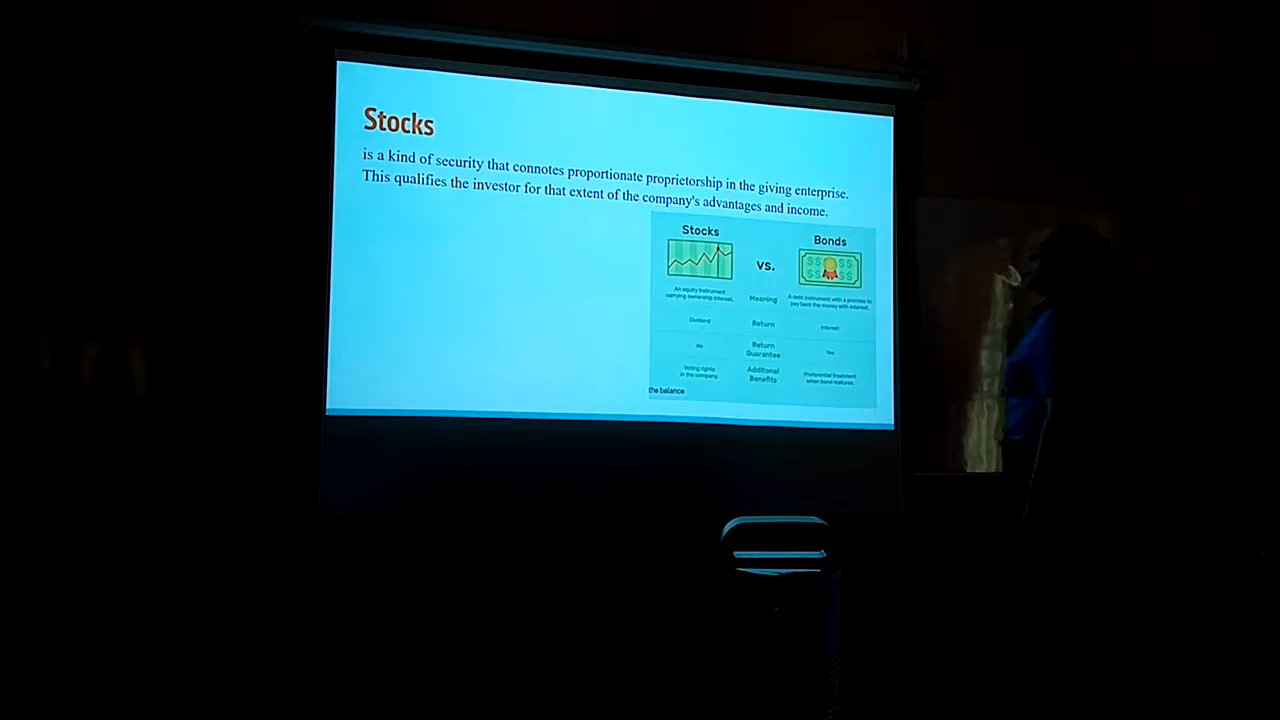 Stocks
is a kind of security that connotes proportionate proprietorship in the giving enterprise.
This qualifies the investor for that extent of the company's advantages and income.
Stocks
vs.
Bonds
An equity instrument
carrying ownership interest.
Meaning
A debt instrument with a promise to
pay back the money with interest.
Dividend
Return
Interest
No
Return
Guarantee
Yes
Voting rights
in the company.
Additonal
Benefits
Preferential treatment
when bond matures.
the balance